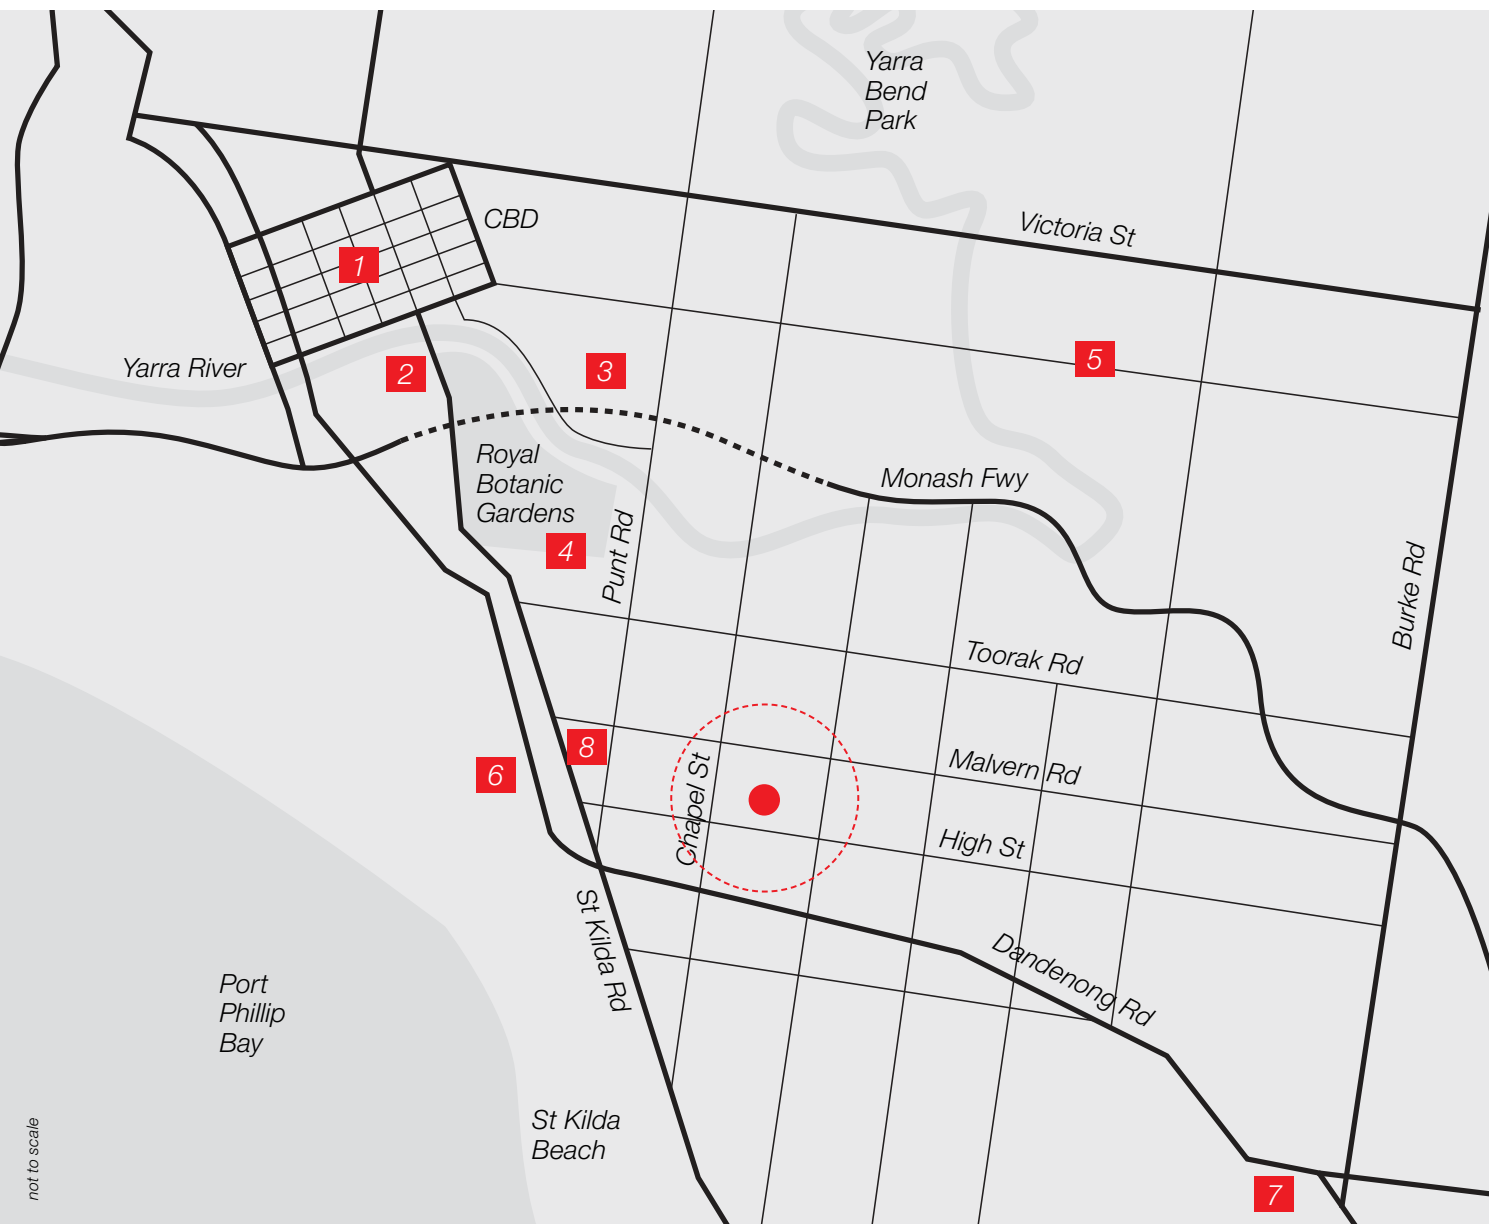 Yarra
Bend
Park
CBD
Victoria St
1
Yarra River
2
3
5
Royal
Botanic
Gardens
Monash Fwy
4
Punt Rd
Burke Rd
Toorak Rd
8
6
Chapel St
Malvern Rd
High St
St Kilda Rd
Dandenong Rd
Port
Phillip
Bay
St Kilda
Beach
not to scale
7